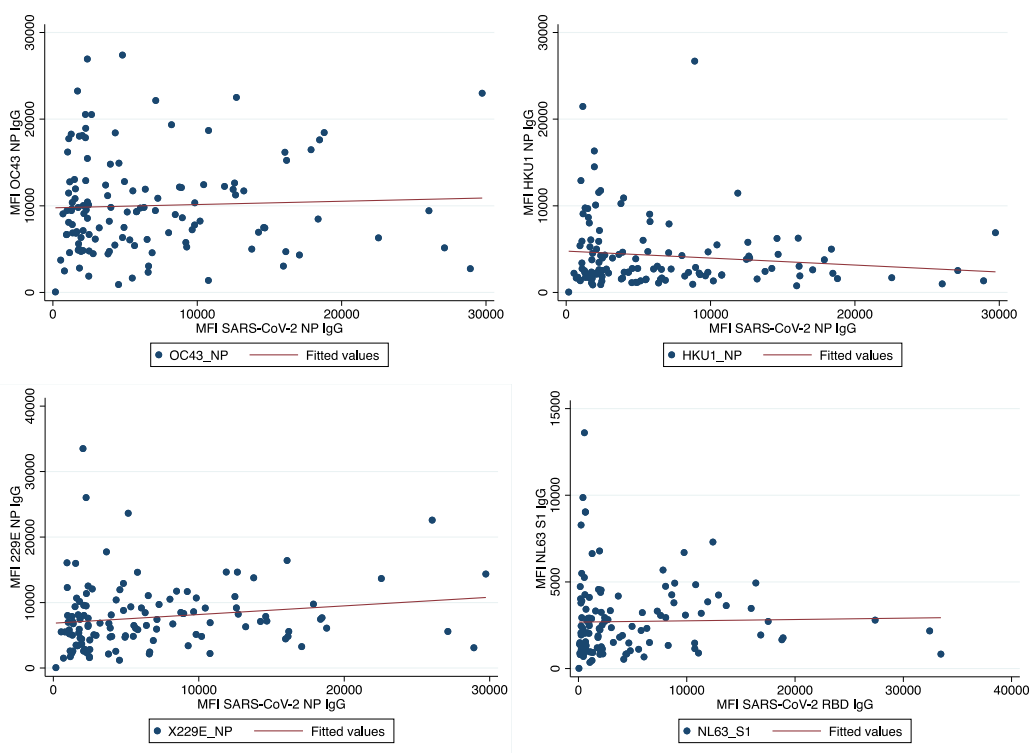 30000
20000
10000
0
MFI OC43 NP IgG
0
10000
20000
30000
MFI SARS-CoV-2 NP IgG
OC43_NP
Fitted values
30000
20000
10000
0
MFI HKU1 NP IgG
0
10000
20000
30000
MFI SARS-CoV-2 NP IgG
HKU1_NP
Fitted values
40000
30000
20000
10000
0
MFI 229E NP IgG
0
10000
20000
30000
MFI SARS-CoV-2 NP IgG
X229E_NP
Fitted values
15000
10000
5000
0
MFI NL63 S1 IgG
0
10000
20000
30000
40000
MFI SARS-CoV-2 RBD IgG
NL63_S1
Fitted values